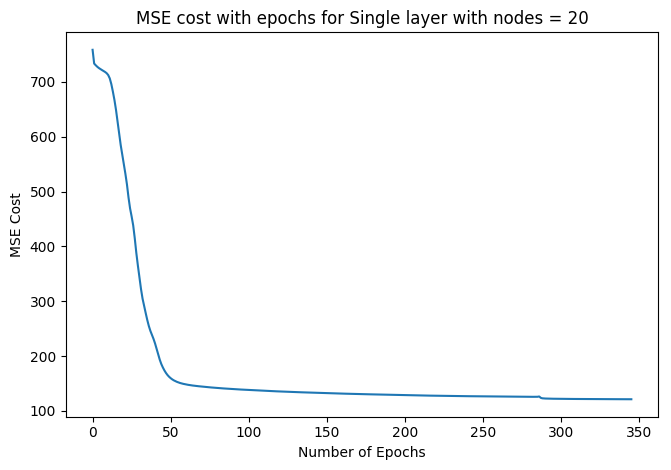 MSE cost with epochs for Single layer with nodes = 20
MSE Cost
700
600
500
400
300
200
100
0 50 100 150 200 250 300 350
Number of Epochs